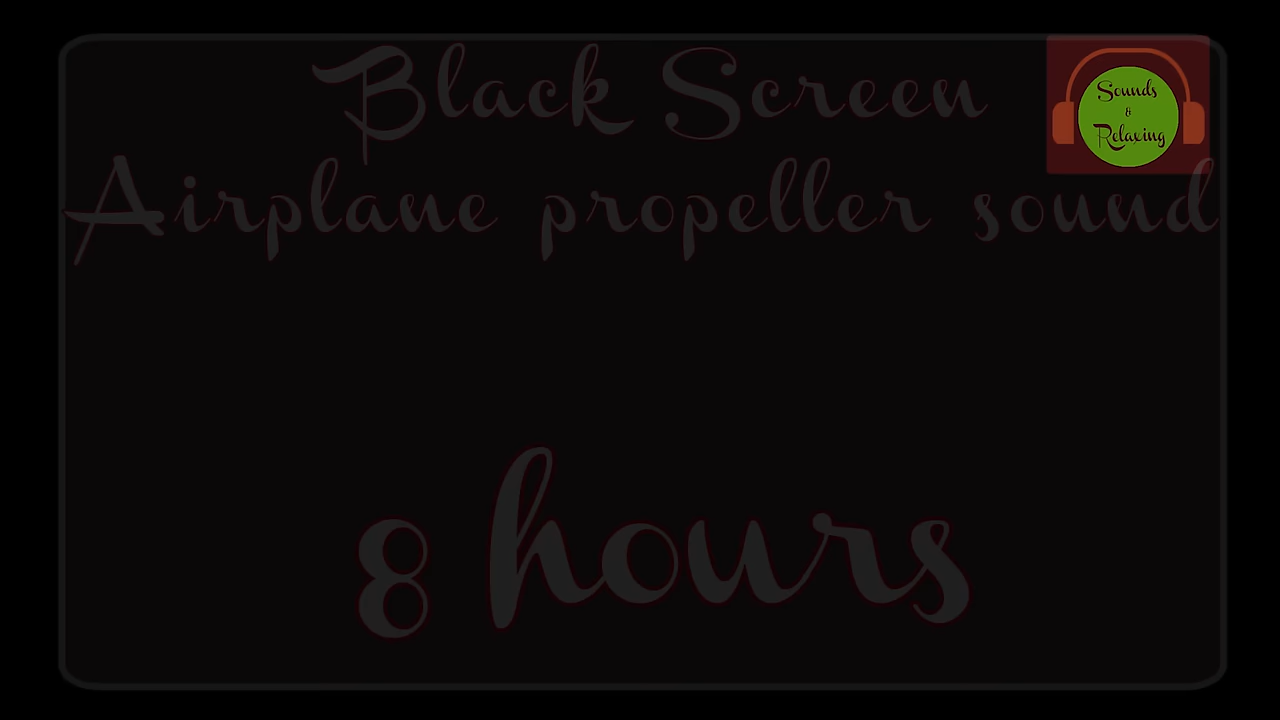 Black Screen
Sounds
&
Relaxing
Airplane propeller sound
8 hours